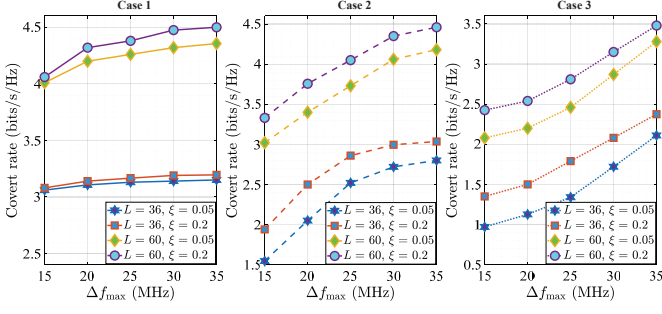 Case 1
Covert rate (bits/s/Hz)
4.5
4
3.5
3
2.5
15 20 25 30 35
Δf_max (MHz)
L = 36, ξ = 0.05
L = 36, ξ = 0.2
L = 60, ξ = 0.05
L = 60, ξ = 0.2
Case 2
Covert rate (bits/s/Hz)
4.5
4
3.5
3
2.5
2
1.5
15 20 25 30 35
Δf_max (MHz)
L = 36, ξ = 0.05
L = 36, ξ = 0.2
L = 60, ξ = 0.05
L = 60, ξ = 0.2
Case 3
Covert rate (bits/s/Hz)
3.5
3
2.5
2
1.5
1
0.5
15 20 25 30 35
Δf_max (MHz)
L = 36, ξ = 0.05
L = 36, ξ = 0.2
L = 60, ξ = 0.05
L = 60, ξ = 0.2